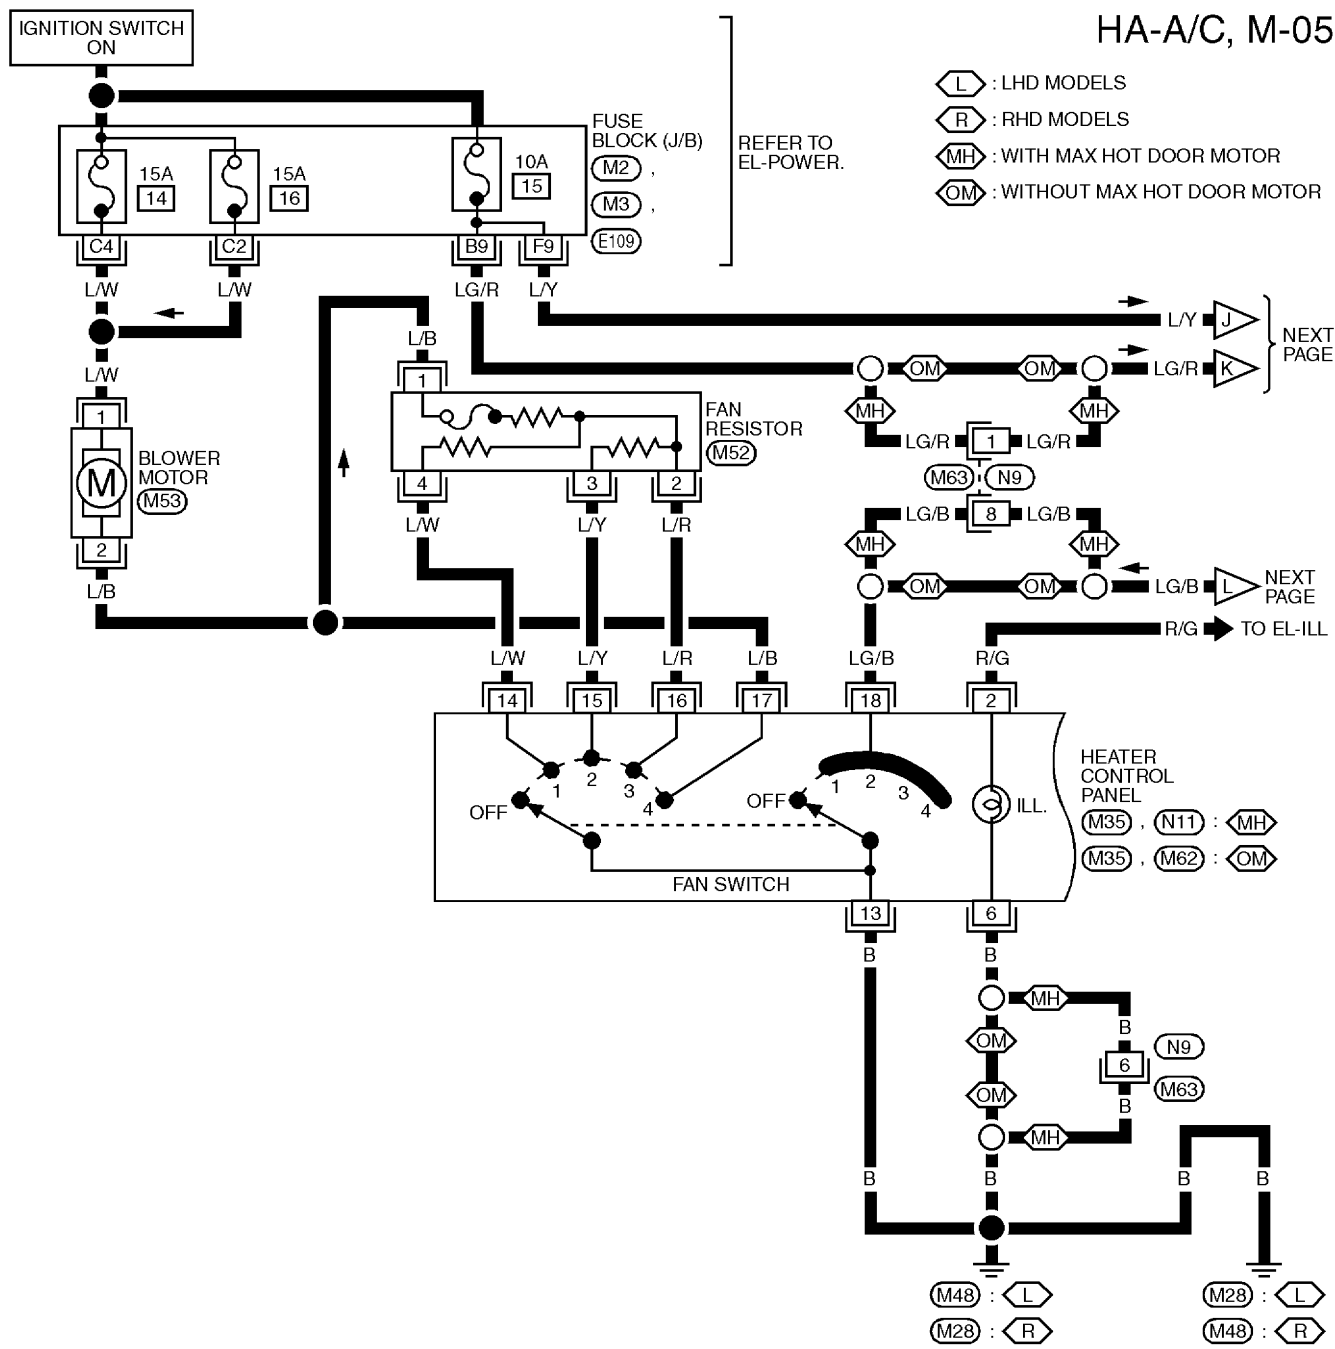 HA-A/C, M-05
IGNITION SWITCH
ON
L : LHD MODELS
R : RHD MODELS
MH : WITH MAX HOT DOOR MOTOR
OM : WITHOUT MAX HOT DOOR MOTOR
FUSE
BLOCK (J/B)
M2 ,
M3 ,
E109
REFER TO
EL-POWER.
15A
14
15A
16
10A
15
C4
C2
B9
F9
L/W
L/W
LG/R
L/Y
L/Y
J
NEXT
PAGE
L/B
L/W
OM
OM
LG/R
K
1
1
MH
MH
FAN
RESISTOR
M52
LG/R
1
LG/R
M
BLOWER
MOTOR
M53
M63
N9
4
3
2
LG/B
8
LG/B
L/W
L/Y
L/R
2
MH
MH
L/B
OM
OM
LG/B
L
NEXT
PAGE
R/G
TO EL-ILL
L/W
L/Y
L/R
L/B
LG/B
R/G
14
15
16
17
18
2
OFF
1
2
3
4
OFF
1
2
3
4
ILL.
FAN SWITCH
HEATER
CONTROL
PANEL
M35 , N11 : MH
M35 , M62 : OM
13
6
B
B
MH
B
OM
N9
6
M63
OM
B
MH
B
B
B
B
M48 : L
M28 : R
M28 : L
M48 : R